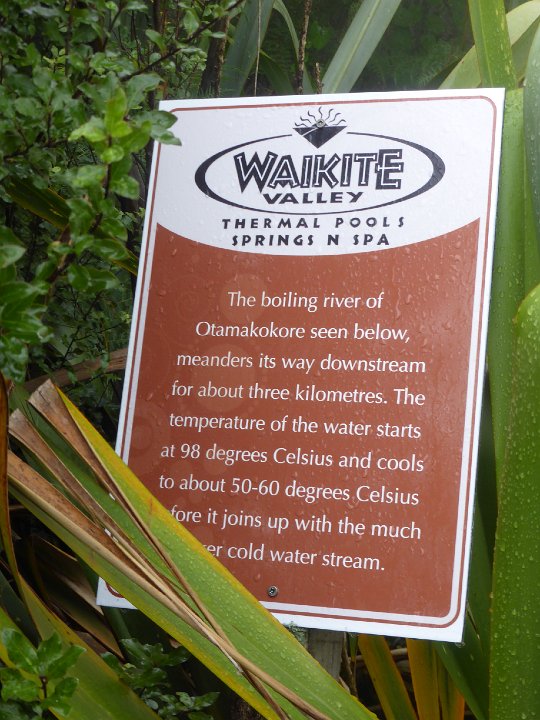 WAIKITE
VALLEY
THERMAL POOLS
SPRINGS N SPA
The boiling river of
Otamakokore seen below,
meanders its way downstream
for about three kilometres. The
temperature of the water starts
at 98 degrees Celsius and cools
to about 50-60 degrees Celsius
fore it joins up with the much
er cold water stream.